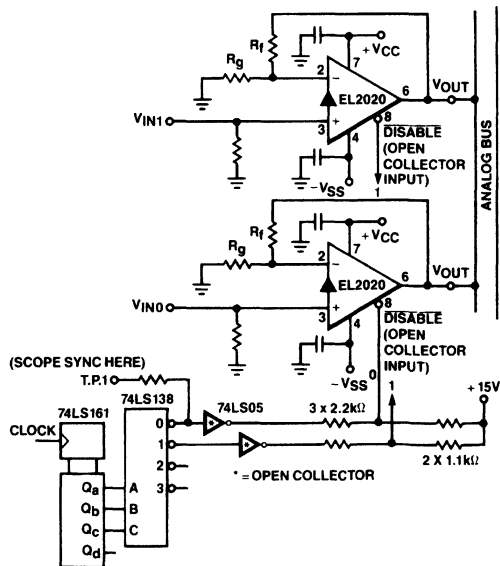 Rf
+VCC
Rg
2
−
7
EL2020
6
VOUT
VIN1
3
+
4
8
DISABLE
(OPEN
COLLECTOR
INPUT)
−VSS
1
ANALOG BUS
Rf
+VCC
Rg
2
−
7
EL2020
6
VOUT
VIN0
3
+
4
8
DISABLE
(OPEN
COLLECTOR
INPUT)
−VSS
0
1
(SCOPE SYNC HERE)
T.P.1
+15V
74LS161
74LS138
74LS05
3 x 2.2kΩ
CLOCK
0
*
1
*
2 X 1.1kΩ
2
* = OPEN COLLECTOR
Qa
A
3
Qb
B
Qc
C
Qd